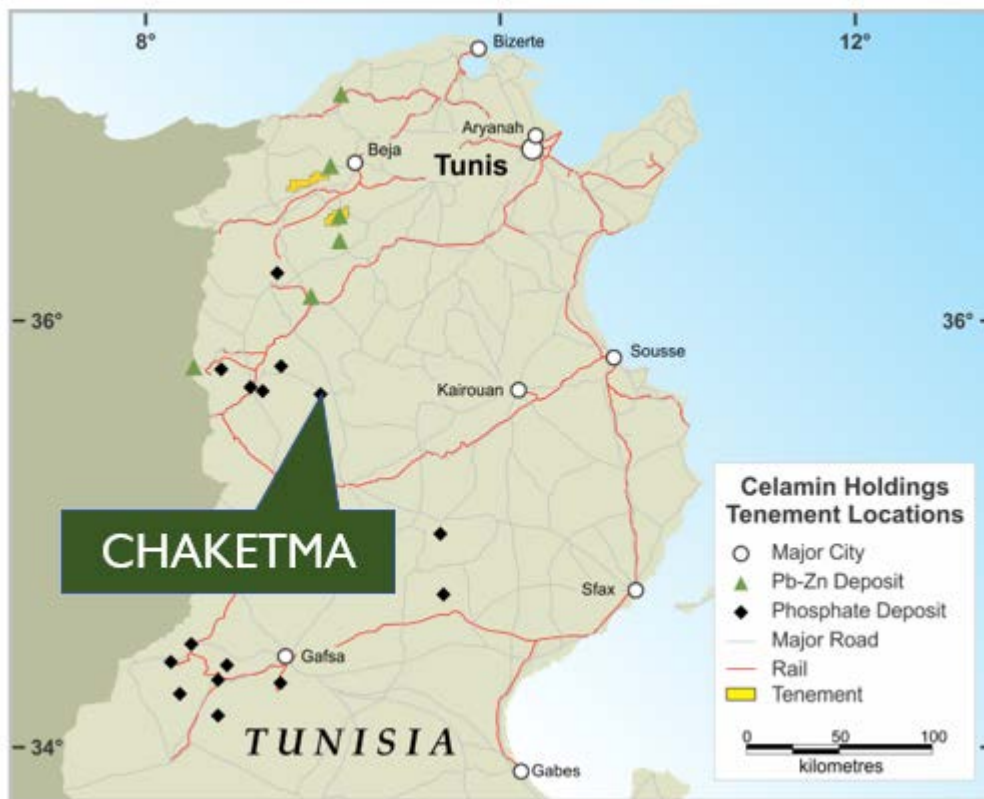 8°
12°
Bizerte
Aryanah
Beja
Tunis
36°
36°
Sousse
Kairouan
CHAKETMA
Sfax
Gafsa
TUNISIA
34°
Gabes
Celamin Holdings
Tenement Locations
Major City
Pb-Zn Deposit
Phosphate Deposit
Major Road
Rail
Tenement
0 50 100
kilometres